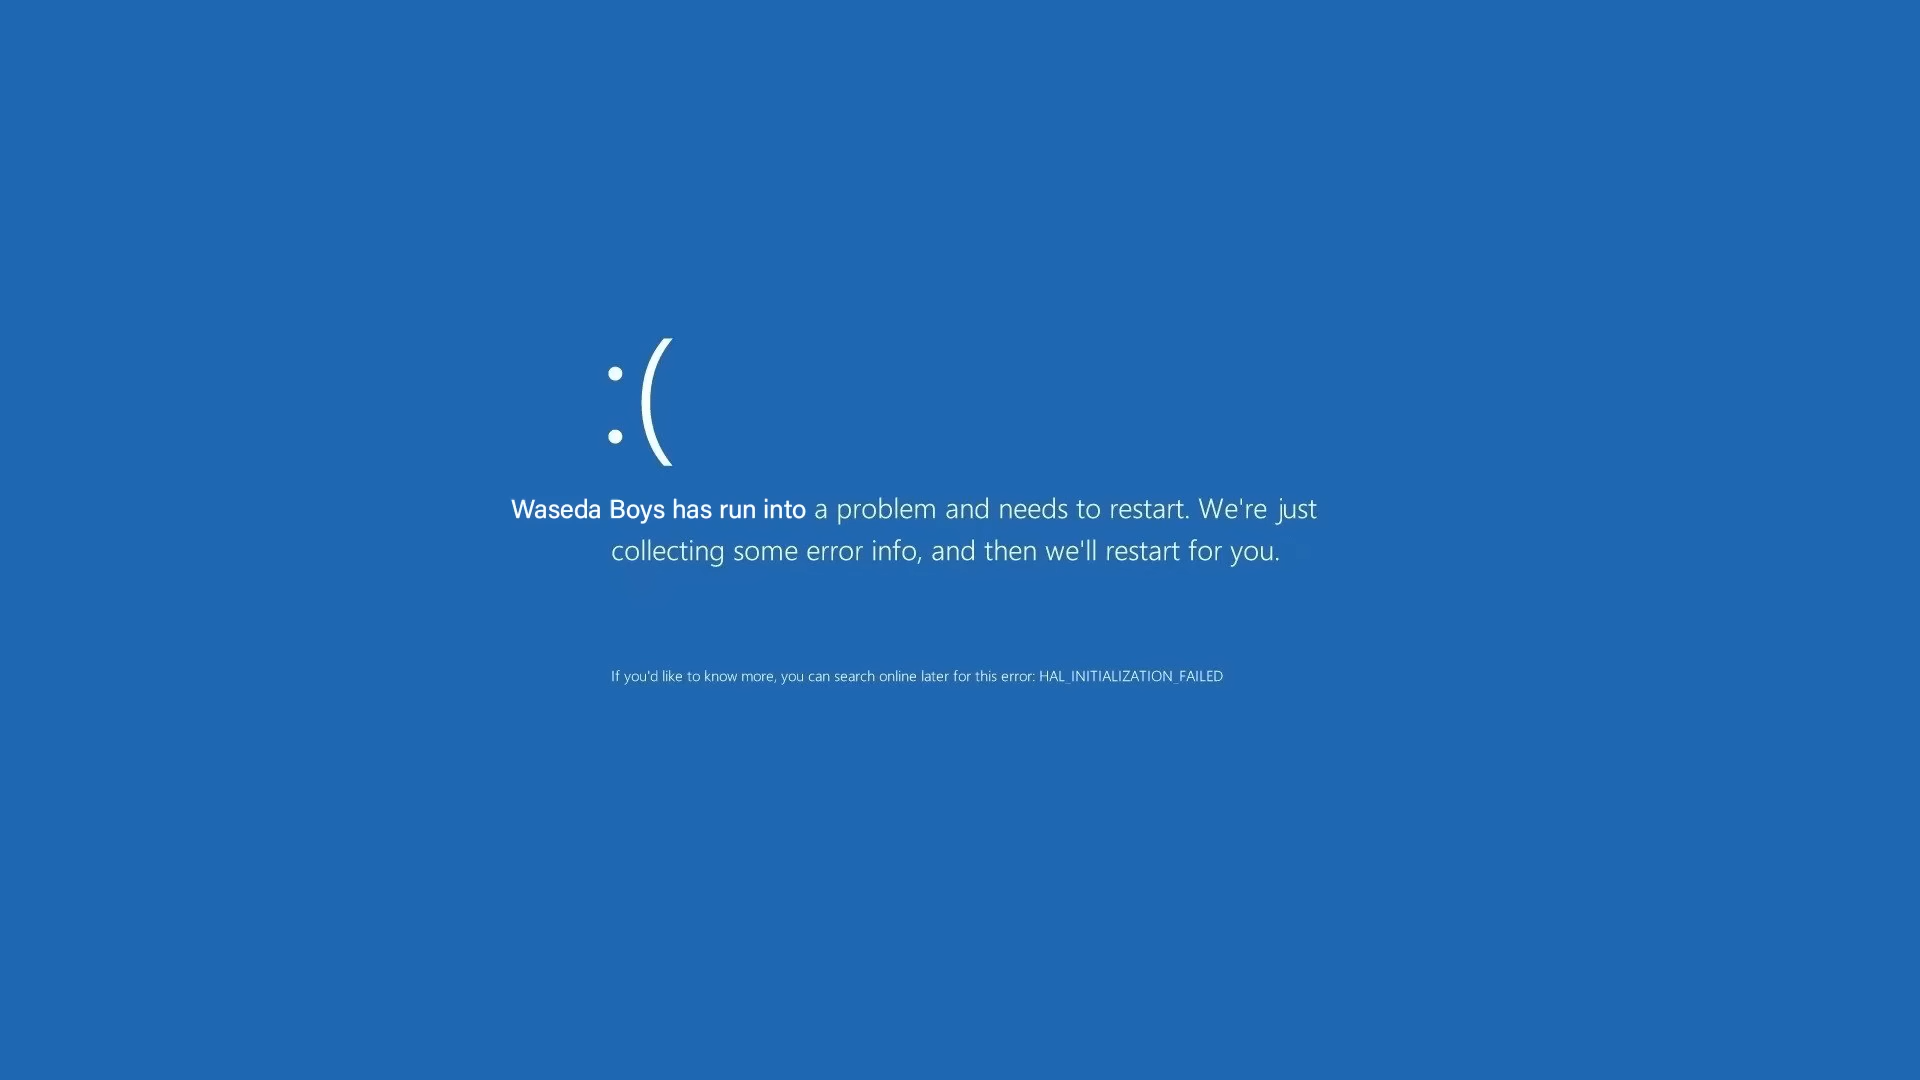 :(
Waseda Boys has run into a problem and needs to restart. We're just
collecting some error info, and then we'll restart for you.
If you'd like to know more, you can search online later for this error: HAL_INITIALIZATION_FAILED